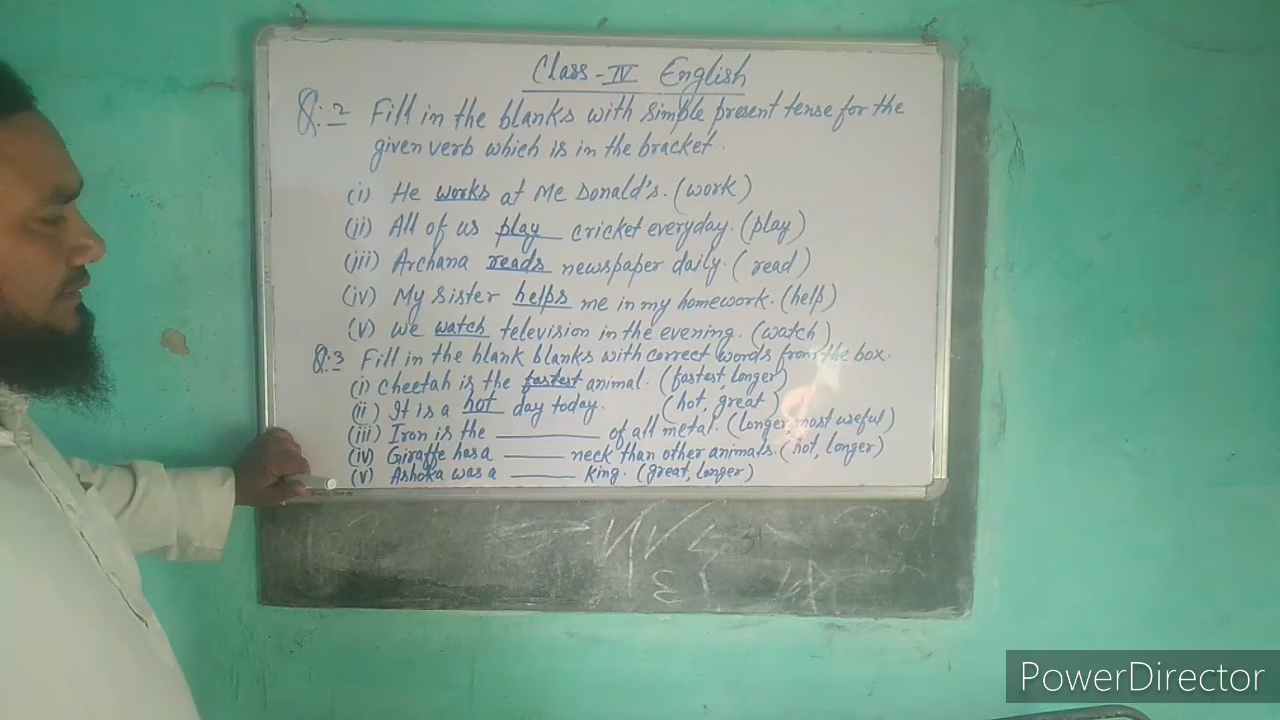 Class - IV English
Q.: 2 Fill in the blanks with simple present tense for the
given verb which is in the bracket.
(i) He works at Mc Donald's. (work)
(ii) All of us play cricket everyday. (play)
(iii) Archana reads newspaper daily. ( read )
(iv) My sister helps me in my homework. (help)
(v) we watch television in the evening. (watch)
Q.3 Fill in the blank blanks with correct words from the box.
(i) Cheetah is the fastest animal. (fastest, longer)
(ii) It is a hot day today. (hot, great)
(iii) Iron is the ________ of all metal. (longer, most useful)
(iv) Giraffe has a _____ neck than other animals. (hot, longer)
(v) Ashoka was a _____ king. (great, longer)
PowerDirector